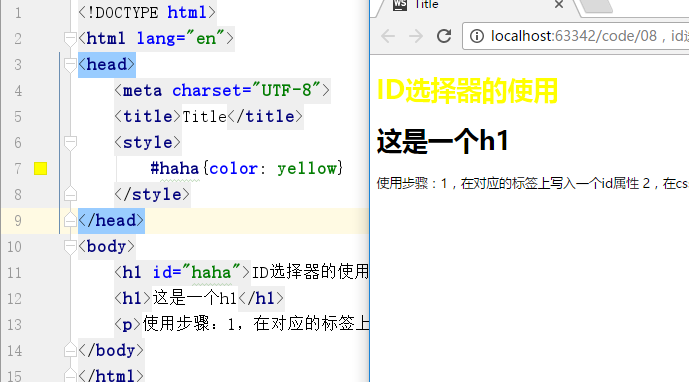 1 <!DOCTYPE html>
2 <html lang="en">
3 <head>
4 <meta charset="UTF-8">
5 <title>Title</title>
6 <style>
7 #haha{color: yellow}
8 </style>
9 </head>
10 <body>
11 <h1 id="haha">ID选择器的使用
12 <h1>这是一个h1</h1>
13 <p>使用步骤：1，在对应的标签上
14 </body>
15 </html>
WS Title
localhost:63342/code/08，id选
ID选择器的使用
这是一个h1
使用步骤：1，在对应的标签上写入一个id属性 2，在cs